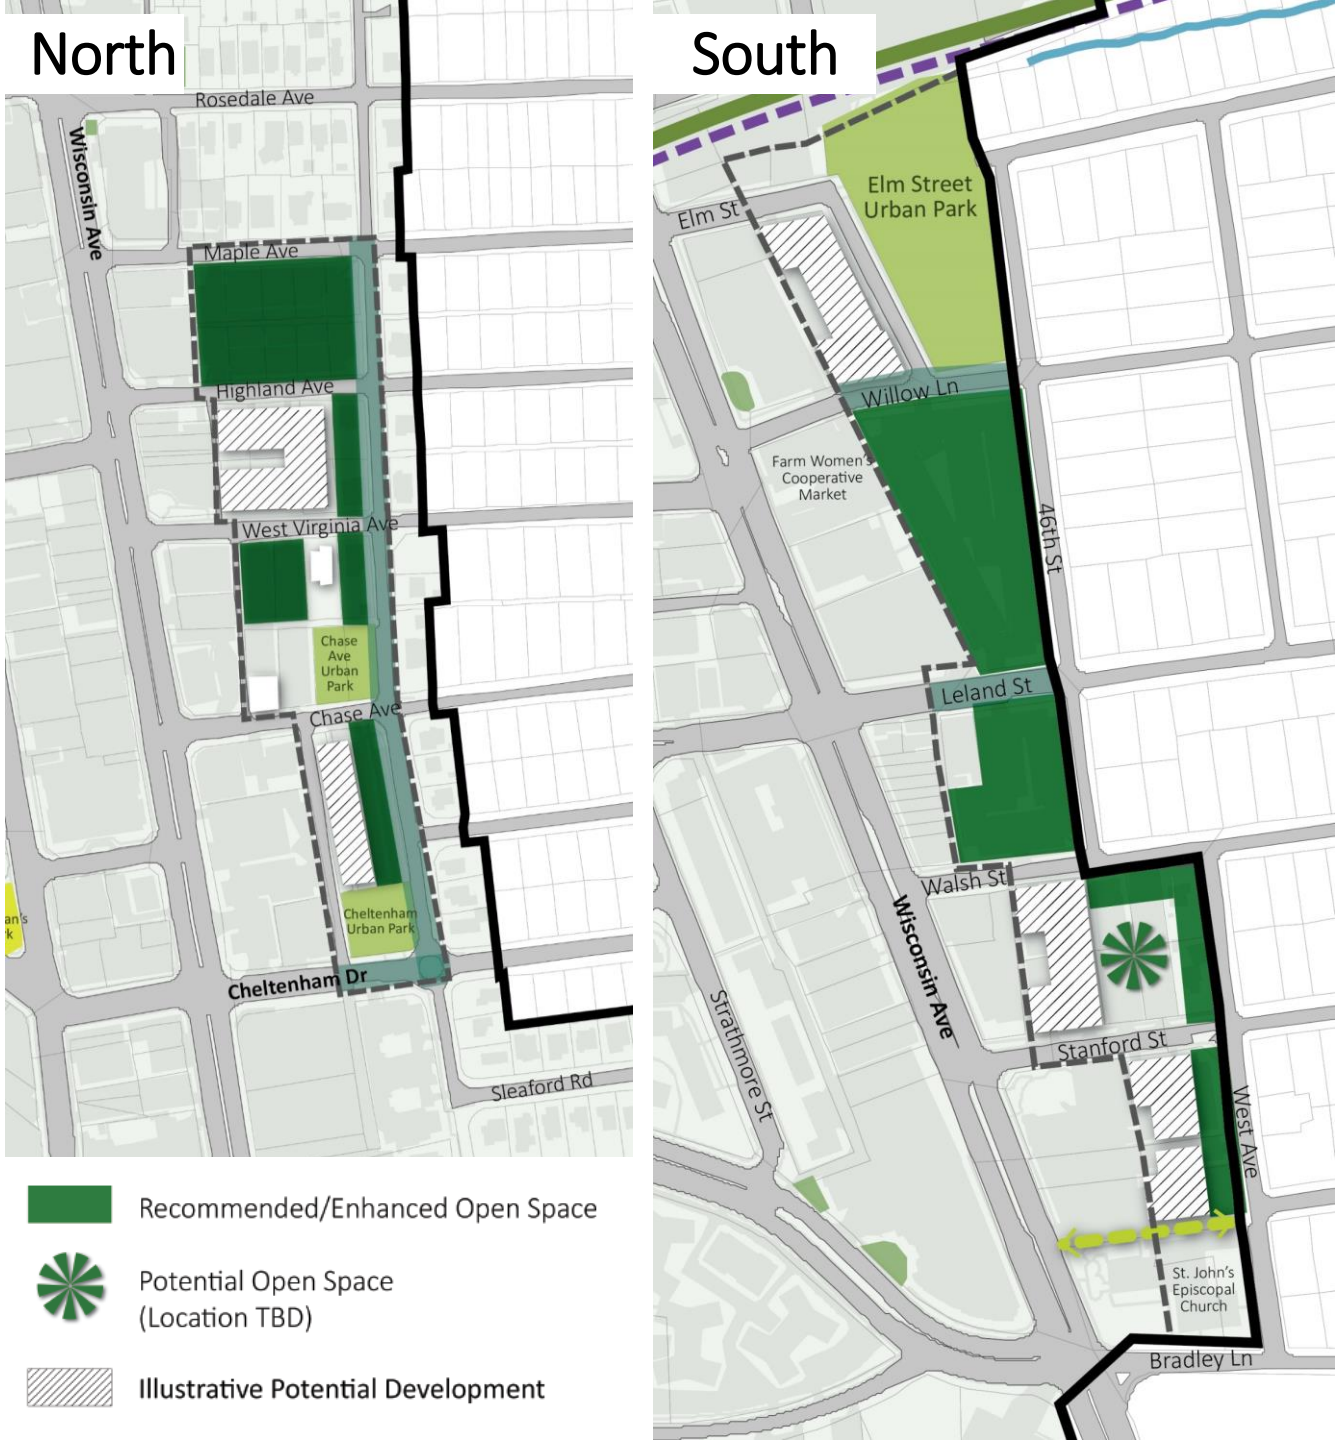 North
Rosedale Ave
Wisconsin Ave
Maple Ave
Highland Ave
West Virginia Ave
Chase
Ave
Urban
Park
Chase Ave
Cheltenham
Urban Park
an's
k
Cheltenham Dr
Sleaford Rd
Recommended/Enhanced Open Space
Potential Open Space
(Location TBD)
Illustrative Potential Development
South
Elm Street
Urban Park
Elm St
Willow Ln
Farm Women's
Cooperative
Market
46th St
Leland St
Walsh St
Wisconsin Ave
Strathmore St
Stanford St
West Ave
St. John's
Episcopal
Church
Bradley Ln